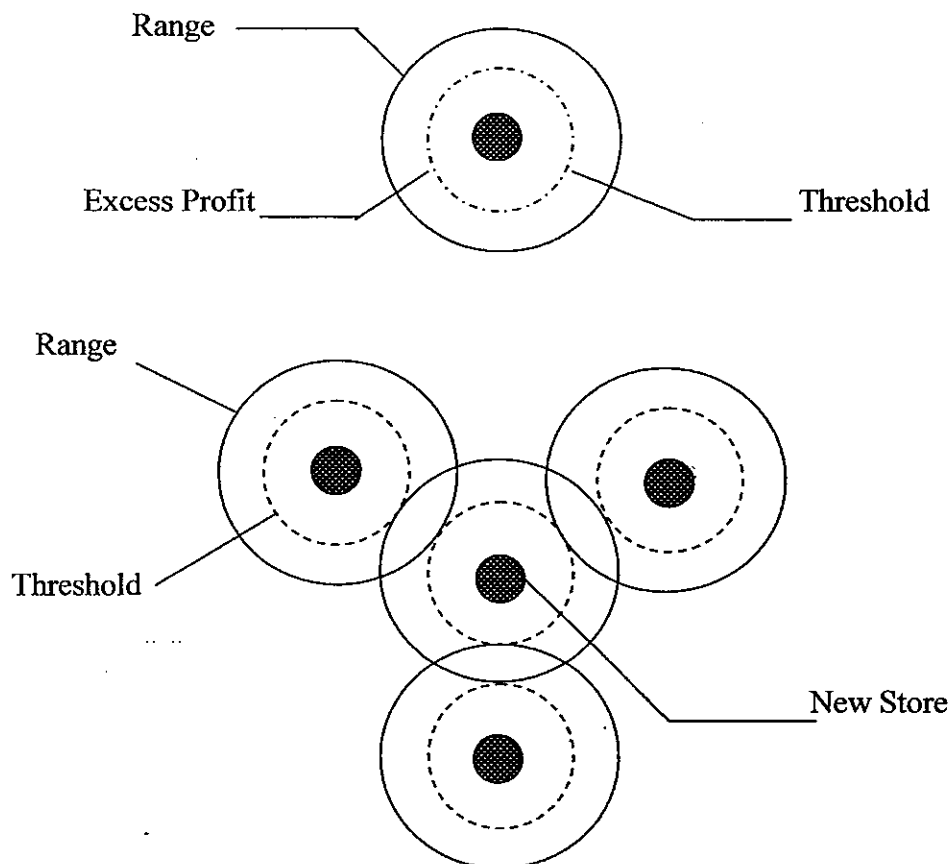 Range
Excess Profit
Threshold
Range
Threshold
New Store